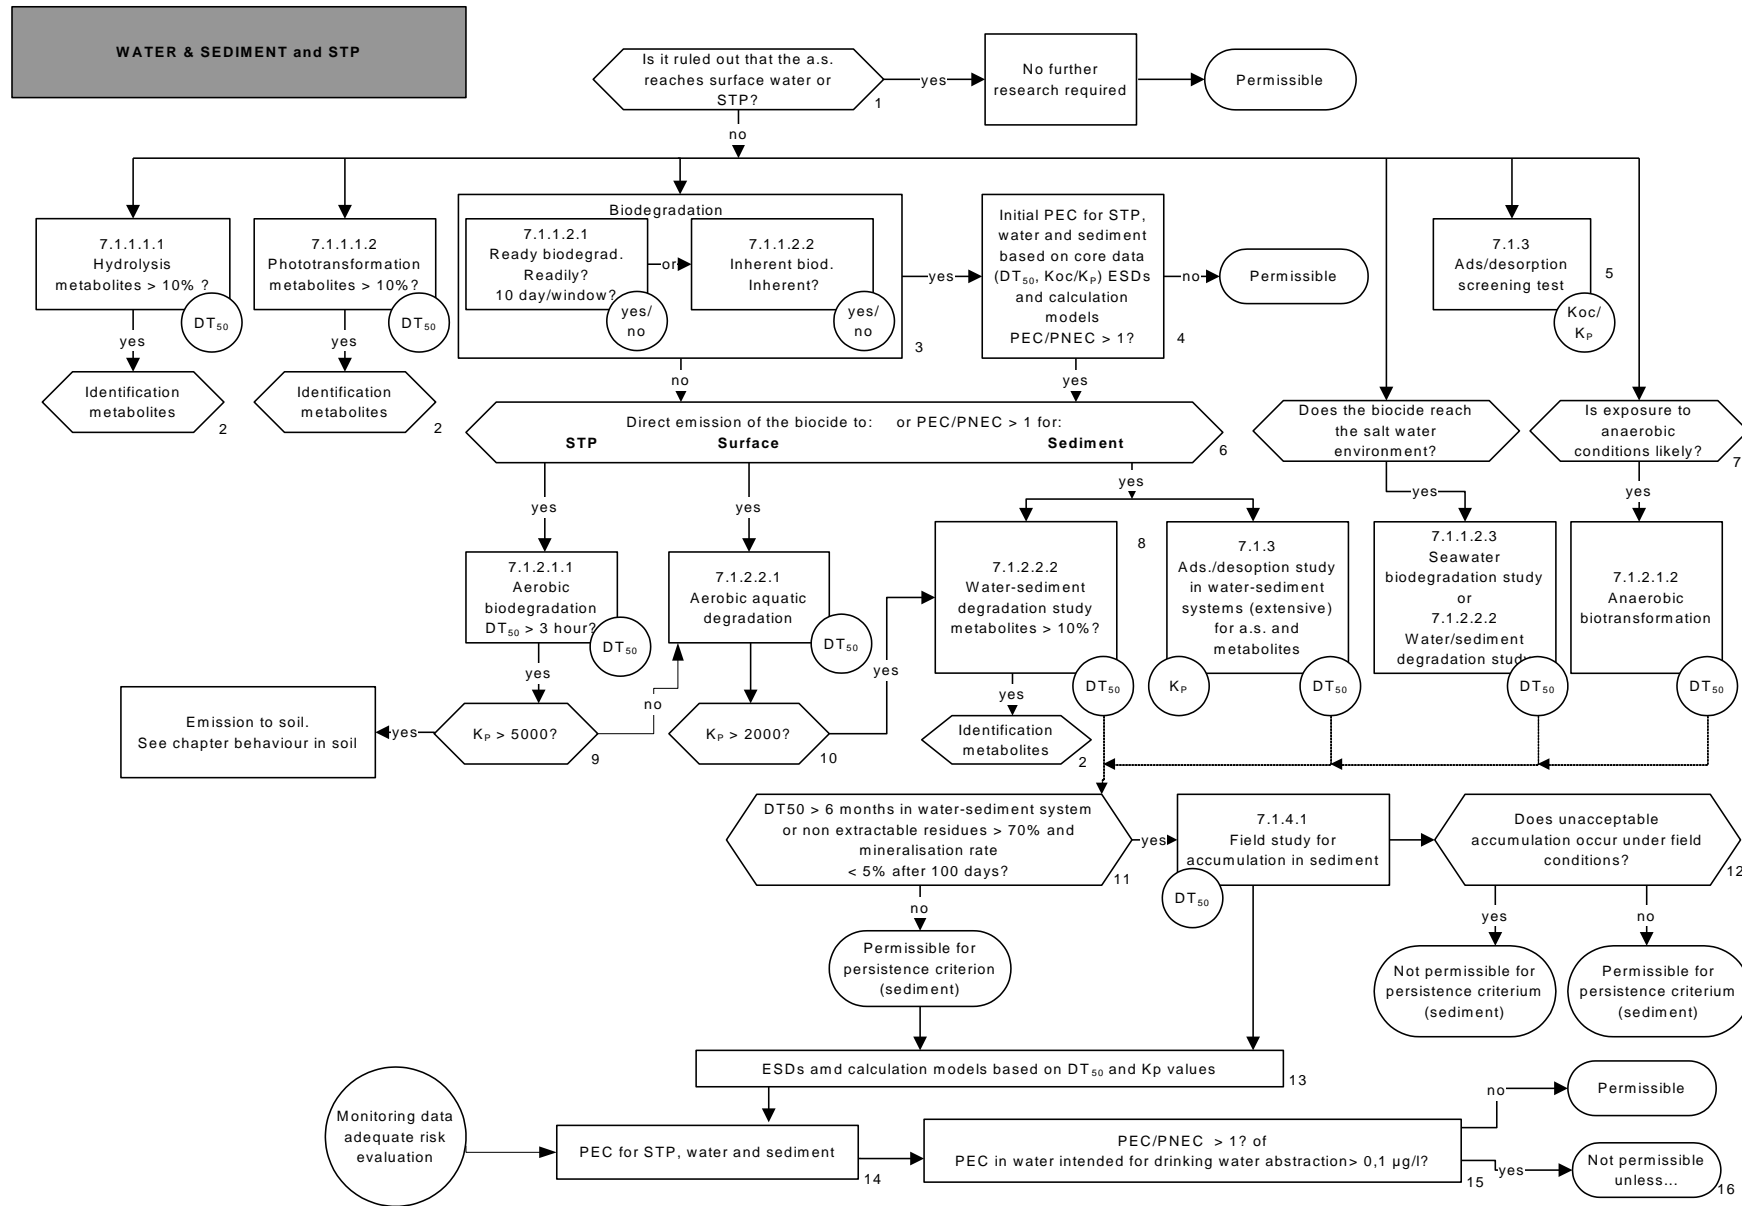 WATER & SEDIMENT and STP
Is it ruled out that the a.s.
reaches surface water or
STP?
1
yes
No further
research required
Permissible
no
7.1.1.1.1
Hydrolysis
metabolites > 10% ?
DT50
yes
Identification
metabolites
2
7.1.1.1.2
Phototransformation
metabolites > 10%?
DT50
yes
Identification
metabolites
2
Biodegradation
7.1.1.2.1
Ready biodegrad.
Readily?
10 day/window?
yes/
no
or
7.1.1.2.2
Inherent biod.
Inherent?
yes/
no
3
yes
no
Initial PEC for STP,
water and sediment
based on core data
(DT50, Koc/KP) ESDs
and calculation
models
PEC/PNEC > 1?
4
no
Permissible
yes
7.1.3
Ads/desorption
screening test
5
Koc/
KP
Direct emission of the biocide to: or PEC/PNEC > 1 for:
STP Surface Sediment
6
Does the biocide reach
the salt water
environment?
Is exposure to
anaerobic
conditions likely?
7
yes
yes
yes
yes
yes
7.1.2.1.1
Aerobic
biodegradation
DT50 > 3 hour?
DT50
7.1.2.2.1
Aerobic aquatic
degradation
DT50
7.1.2.2.2
Water-sediment
degradation study
metabolites > 10%?
DT50
8
7.1.3
Ads./desoption study
in water-sediment
systems (extensive)
for a.s. and
metabolites
KP
DT50
7.1.1.2.3
Seawater
biodegradation study
or
7.1.2.2.2
Water/sediment
degradation study
DT50
7.1.2.1.2
Anaerobic
biotransformation
DT50
yes
no
yes
yes
Emission to soil.
See chapter behaviour in soil
yes
KP > 5000?
9
KP > 2000?
10
Identification
metabolites
2
DT50 > 6 months in water-sediment system
or non extractable residues > 70% and
mineralisation rate
< 5% after 100 days?
11
yes
7.1.4.1
Field study for
accumulation in sediment
DT50
Does unacceptable
accumulation occur under field
conditions?
12
no
yes
no
Permissible for
persistence criterion
(sediment)
Not permissible for
persistence criterium
(sediment)
Permissible for
persistence criterium
(sediment)
ESDs amd calculation models based on DT50 and Kp values
13
Monitoring data
adequate risk
evaluation
PEC for STP, water and sediment
14
PEC/PNEC > 1? of
PEC in water intended for drinking water abstraction> 0,1 µg/l?
15
no
Permissible
yes
Not permissible
unless...
16